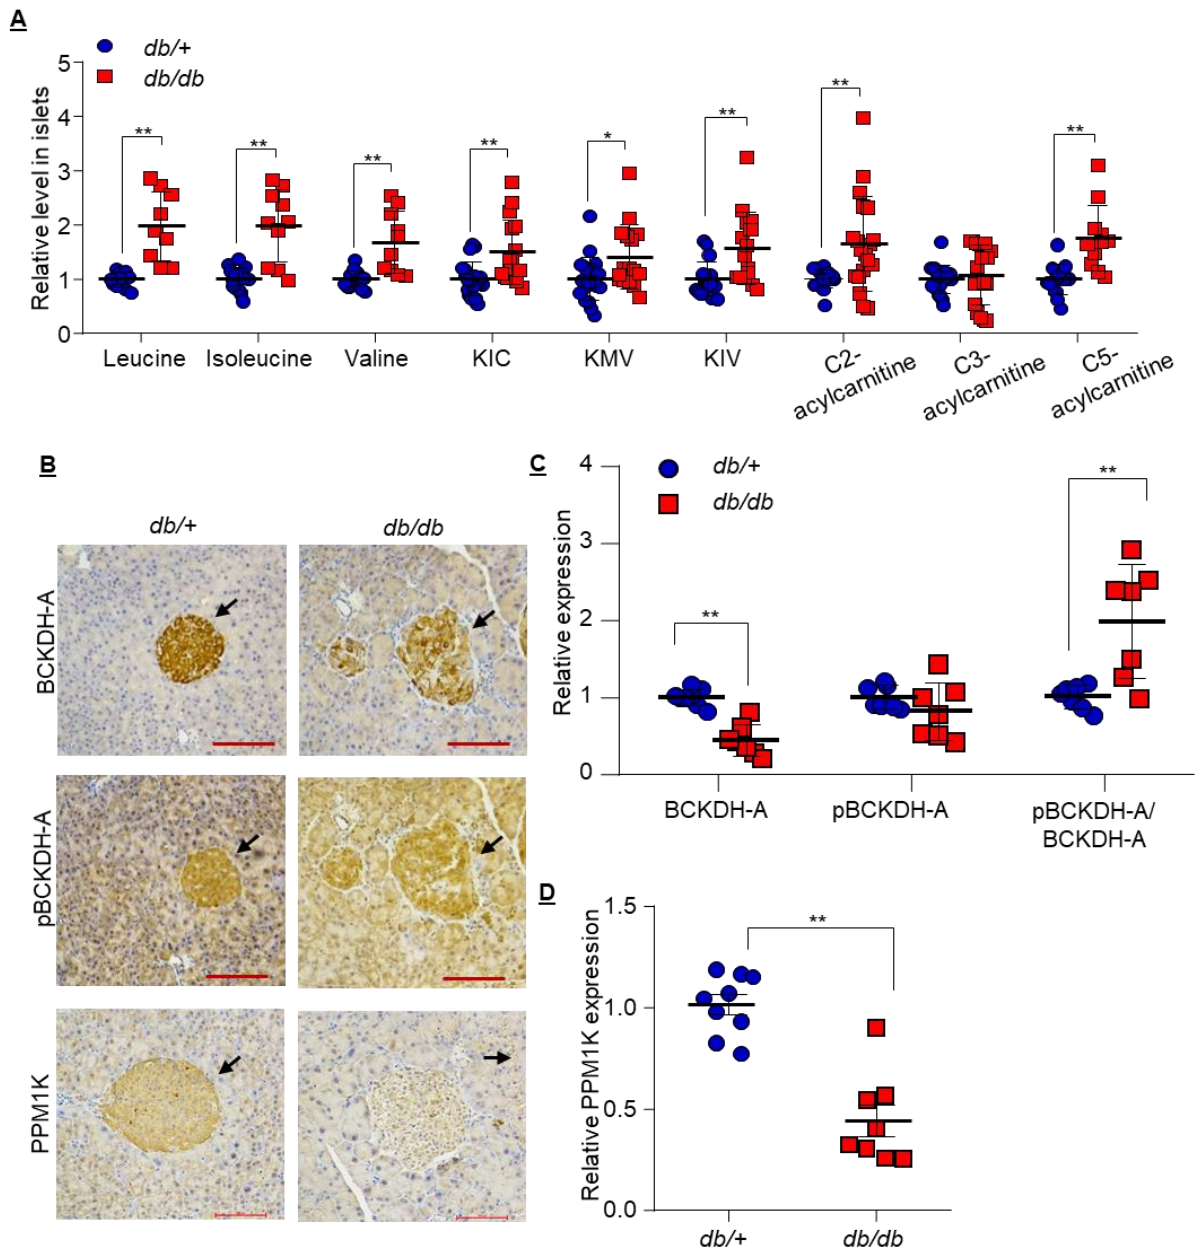 A
db/+
db/db
Relative level in islets
5
4
3
2
1
0
**
**
**
**
*
**
**
**
Leucine
Isoleucine
Valine
KIC
KMV
KIV
C2-
acylcarnitine
C3-
acylcarnitine
C5-
acylcarnitine
B
db/+
db/db
BCKDH-A
pBCKDH-A
PPM1K
C
db/+
db/db
Relative expression
4
3
2
1
0
**
**
BCKDH-A
pBCKDH-A
pBCKDH-A/
BCKDH-A
D
Relative PPM1K expression
1.5
1.0
0.5
0.0
**
db/+
db/db